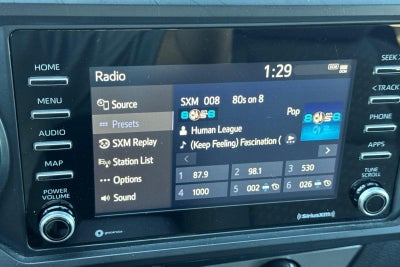 Radio
1:29
DCM
HOME
MENU
AUDIO
MAP
POWER
VOLUME
SEEK >
< TRACK
PHONE
APPS
TUNE
SCROLL
Source
Presets
SXM Replay
Station List
Options
Sound
SXM 008 80s on 8
Pop
Human League
(Keep Feeling) Fascination (
1 87.9
2 98.1
3 530
4 1000
5 002
6 026
SiriusXM